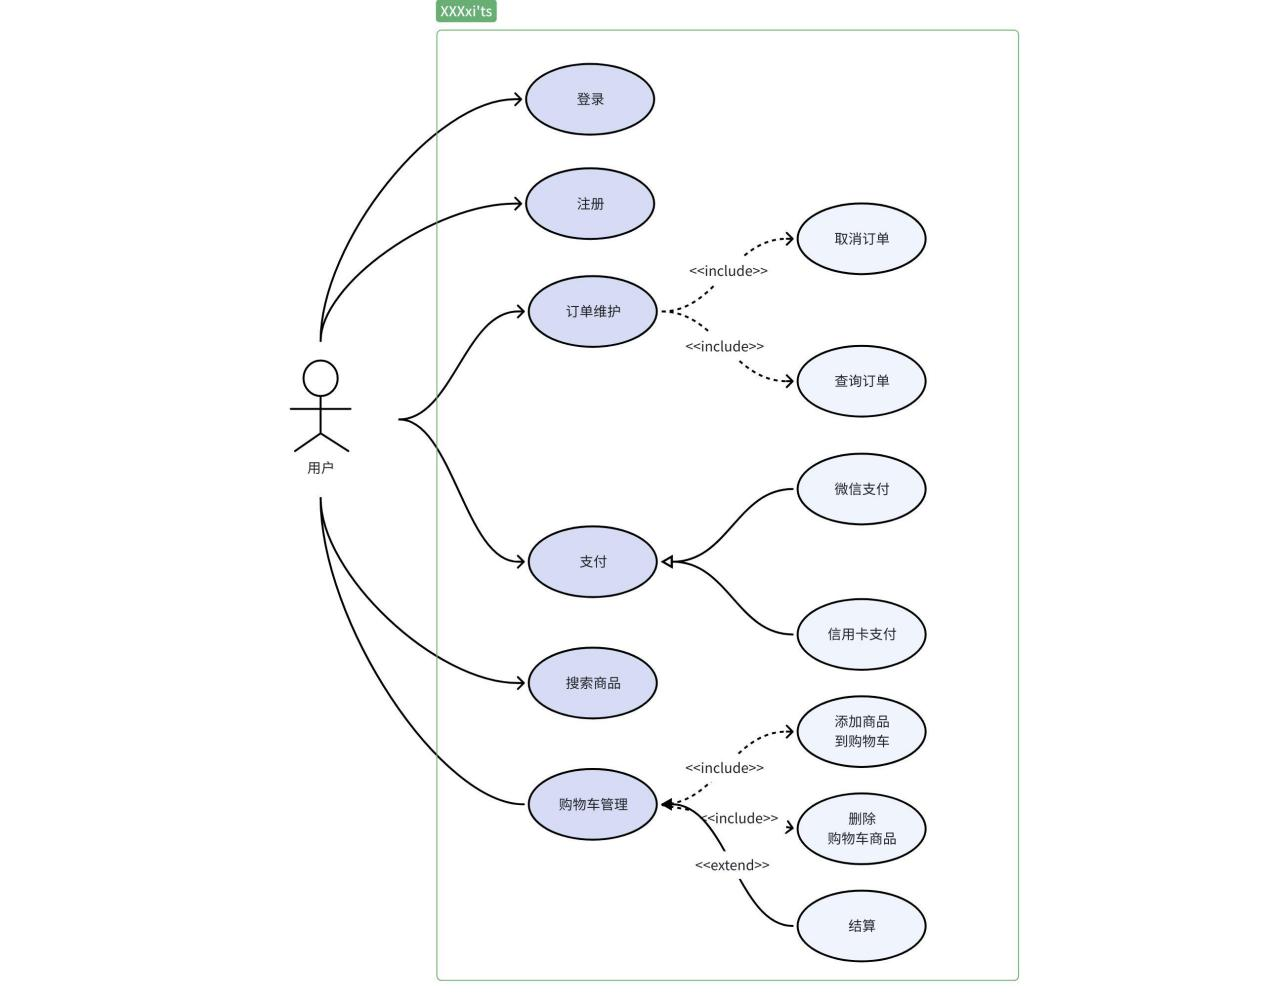 XXXxi'ts
登录
注册
取消订单
<<include>>
订单维护
<<include>>
查询订单
用户
微信支付
支付
信用卡支付
搜索商品
添加商品
到购物车
<<include>>
购物车管理
<<include>>
删除
购物车商品
<<extend>>
结算